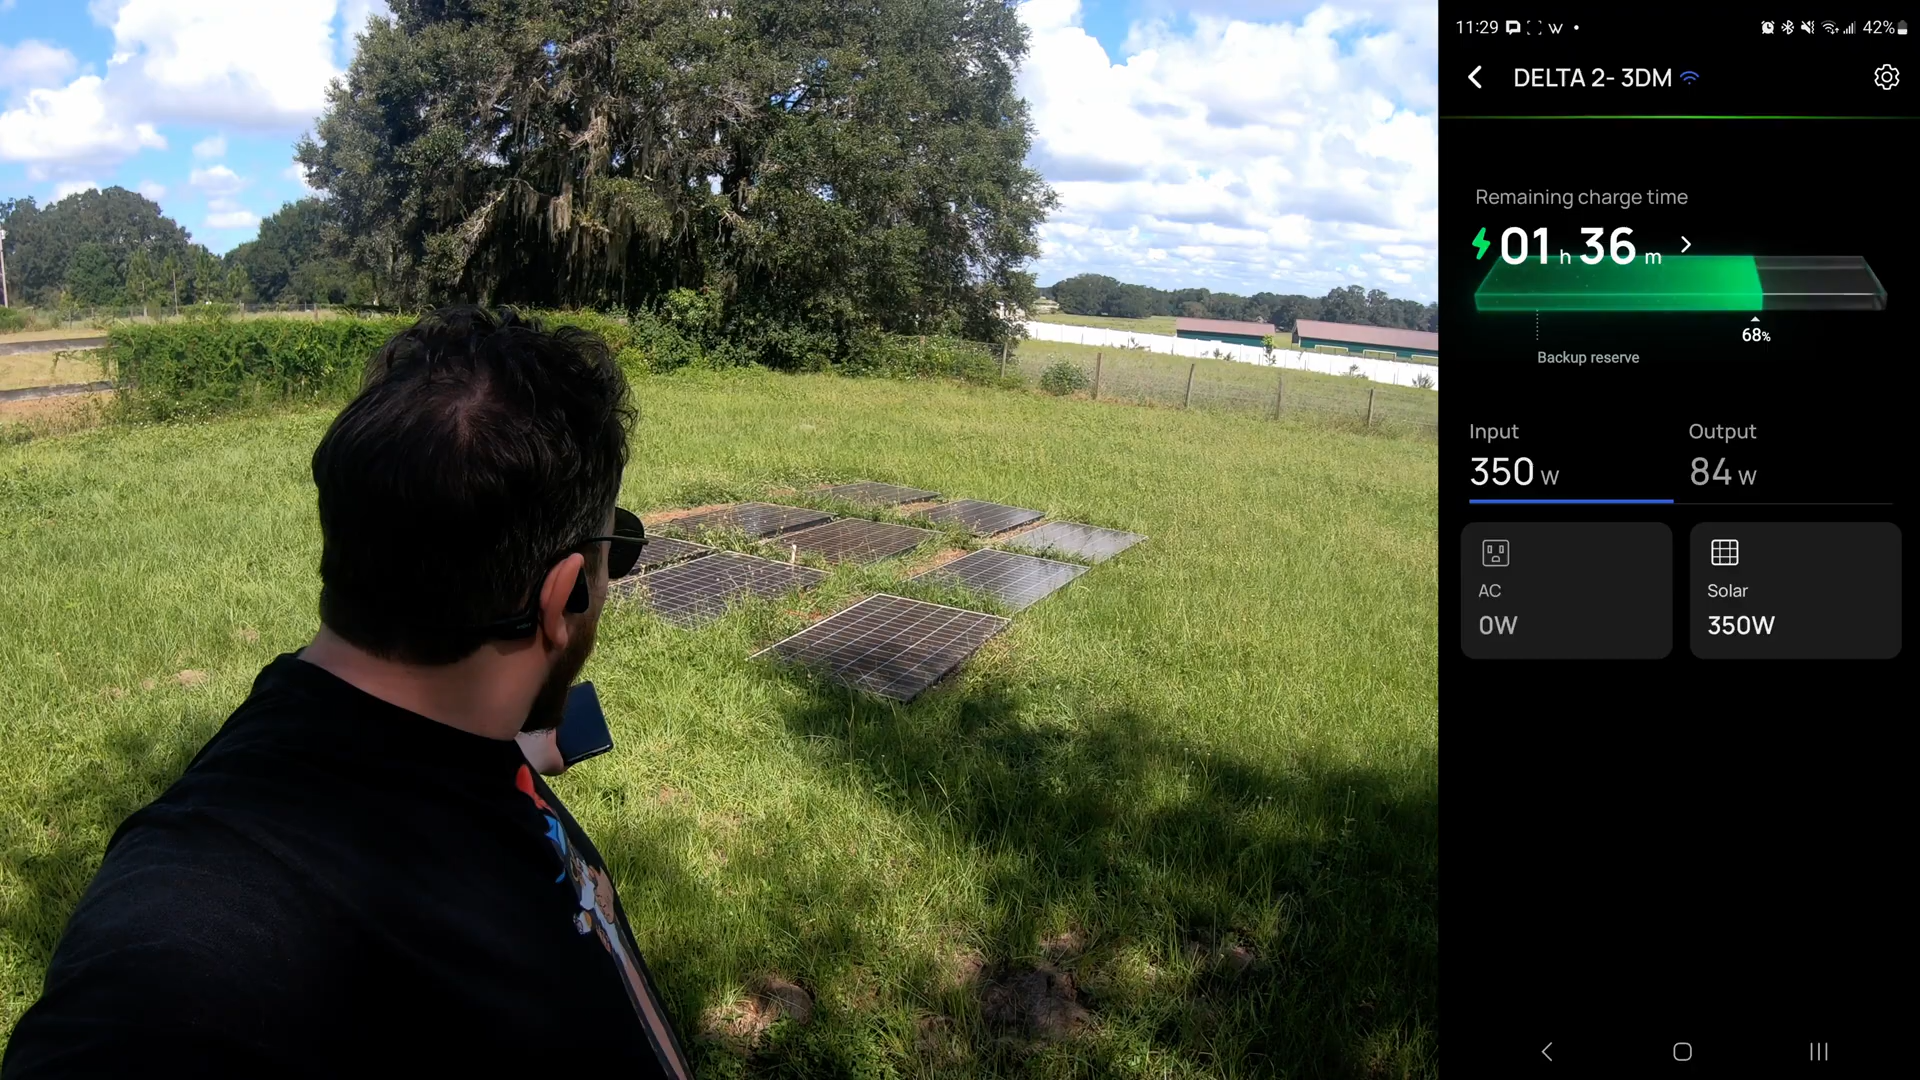 11:29 W • 42%
DELTA 2- 3DM
Remaining charge time
01 h 36 m
68%
Backup reserve
Input Output
350 W 84 W
AC Solar
0W 350W